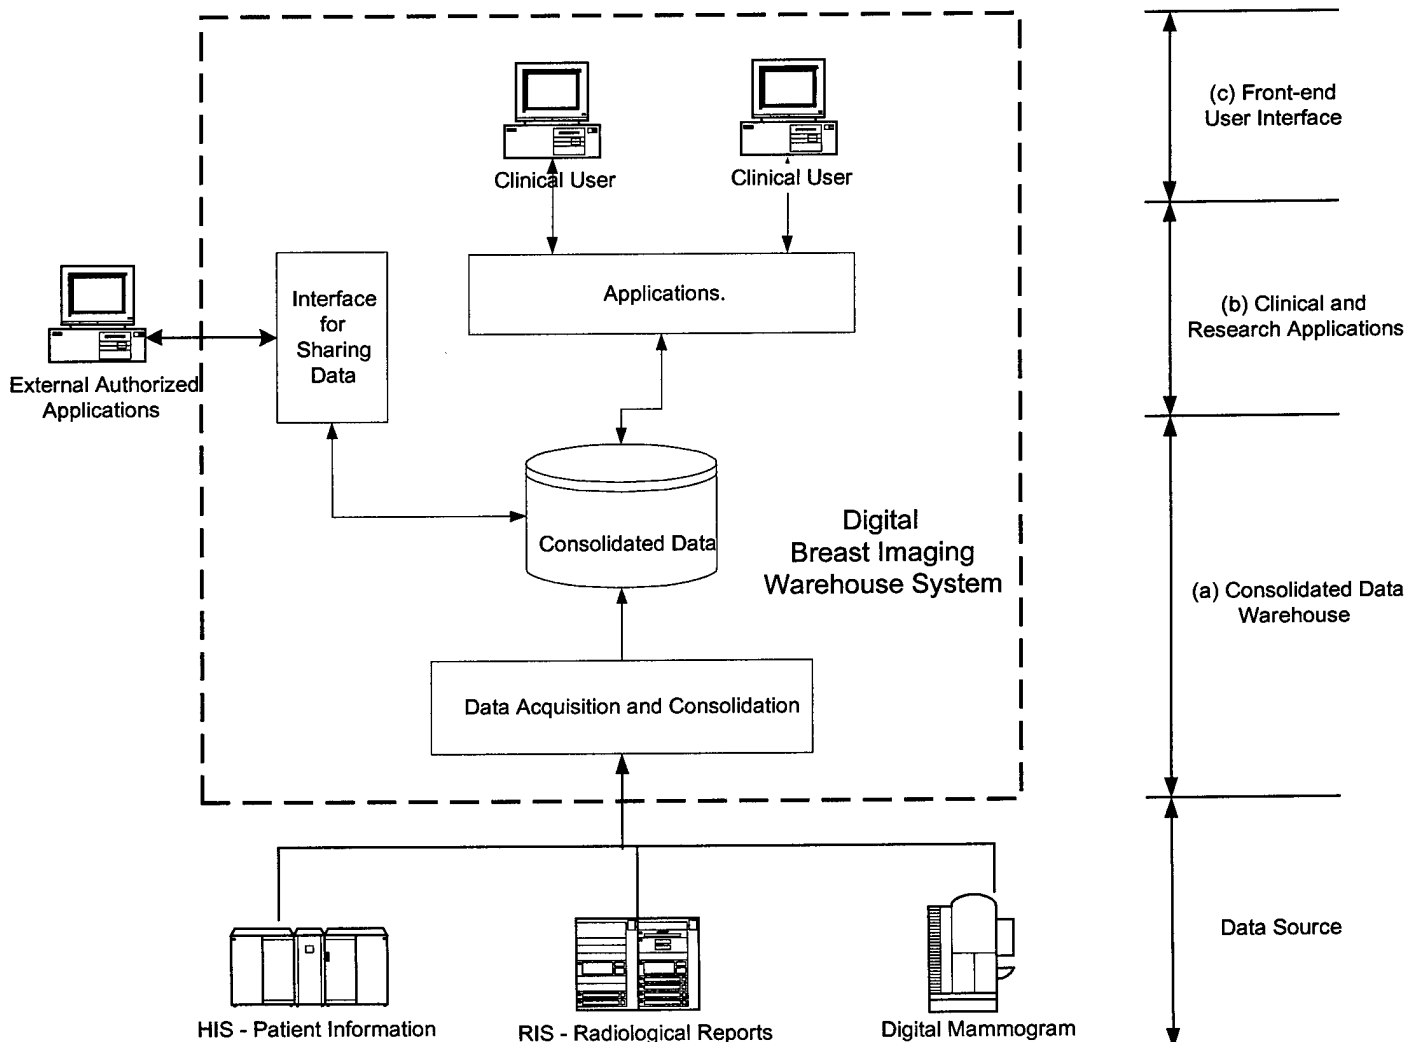 (c) Front-end
User Interface
Clinical User
Clinical User
Interface
for
Sharing
Data
Applications.
(b) Clinical and
Research Applications
External Authorized
Applications
Consolidated Data
Digital
Breast Imaging
Warehouse System
(a) Consolidated Data
Warehouse
Data Acquisition and Consolidation
Data Source
HIS - Patient Information
RIS - Radiological Reports
Digital Mammogram